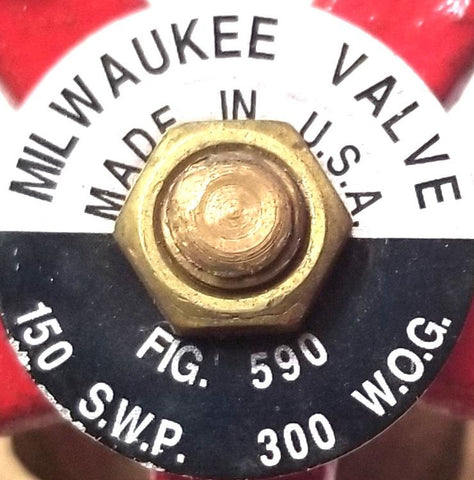 MILWAUKEE VALVE
MADE IN U.S.A.
FIG. 590
150 S.W.P. 300 W.O.G.